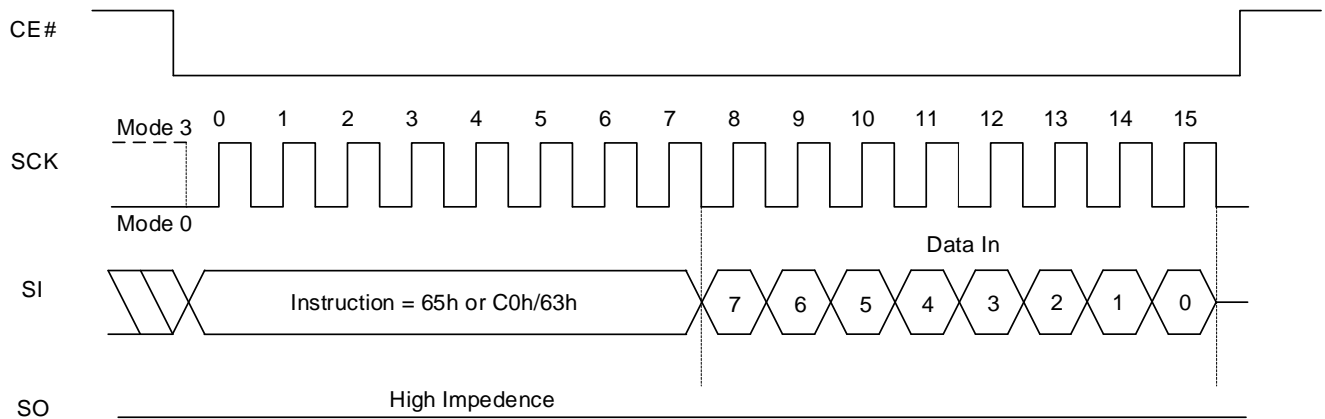 CE#
Mode 3
0 1 2 3 4 5 6 7 8 9 10 11 12 13 14 15
SCK
Mode 0
Data In
SI
Instruction = 65h or C0h/63h
7 6 5 4 3 2 1 0
High Impedence
SO